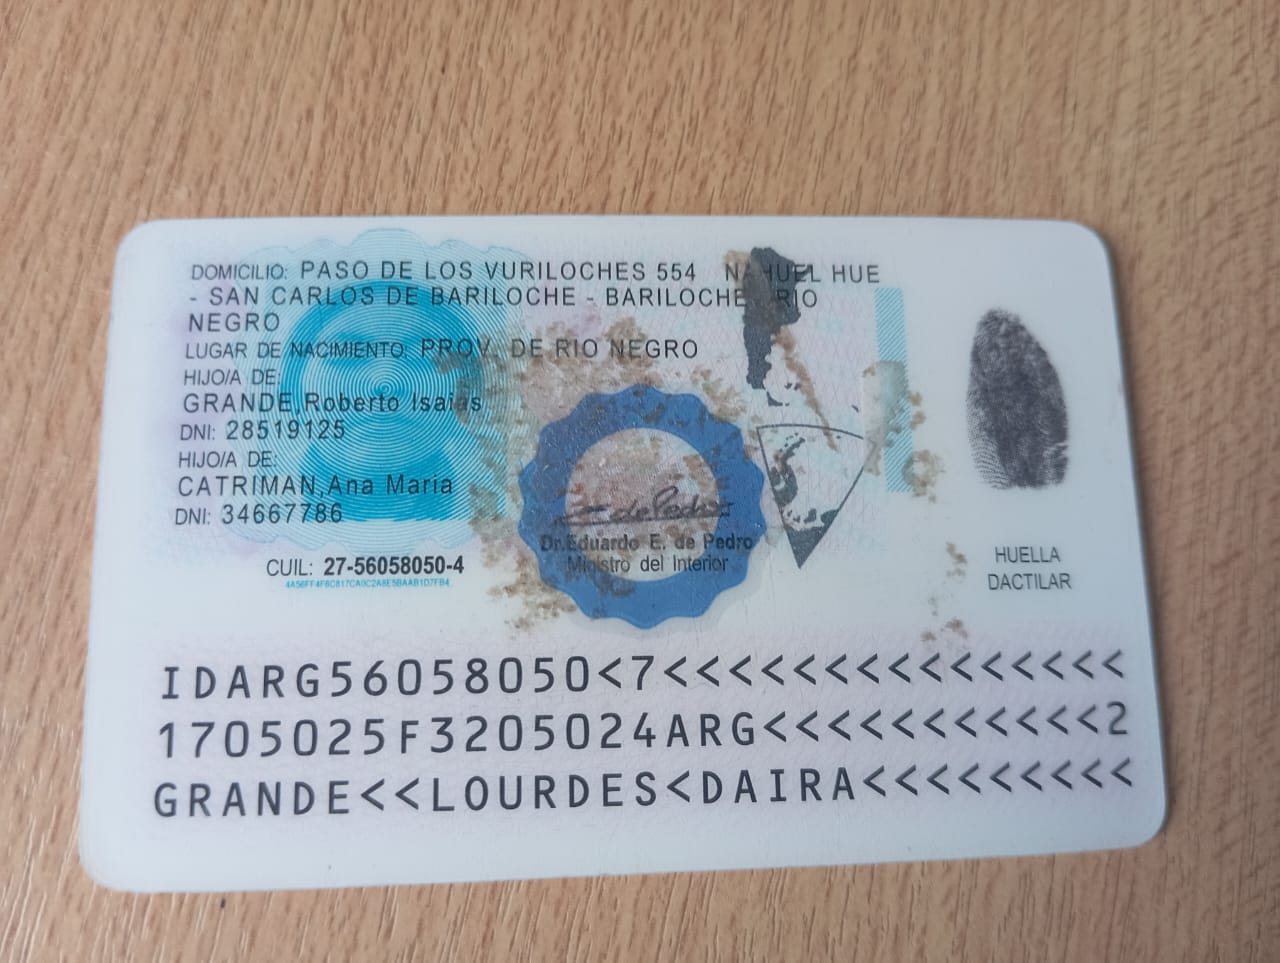 DOMICILIO: PASO DE LOS VURILOCHES 554 NAHUEL HUE
- SAN CARLOS DE BARILOCHE - BARILOCHE RIO
NEGRO
LUGAR DE NACIMIENTO: PROV. DE RIO NEGRO
HIJO/A DE:
GRANDE,Roberto Isaias
DNI: 28519125
HIJO/A DE:
CATRIMAN,Ana Maria
DNI: 34667786
CUIL: 27-56058050-4
E de Pedro
Dr.Eduardo E. de Pedro
Ministro del Interior
HUELLA
DACTILAR
IDARG56058050<7<<<<<<<<<<<<<<<
1705025F3205024ARG<<<<<<<<<<<2
GRANDE<<LOURDES<DAIRA<<<<<<<<<